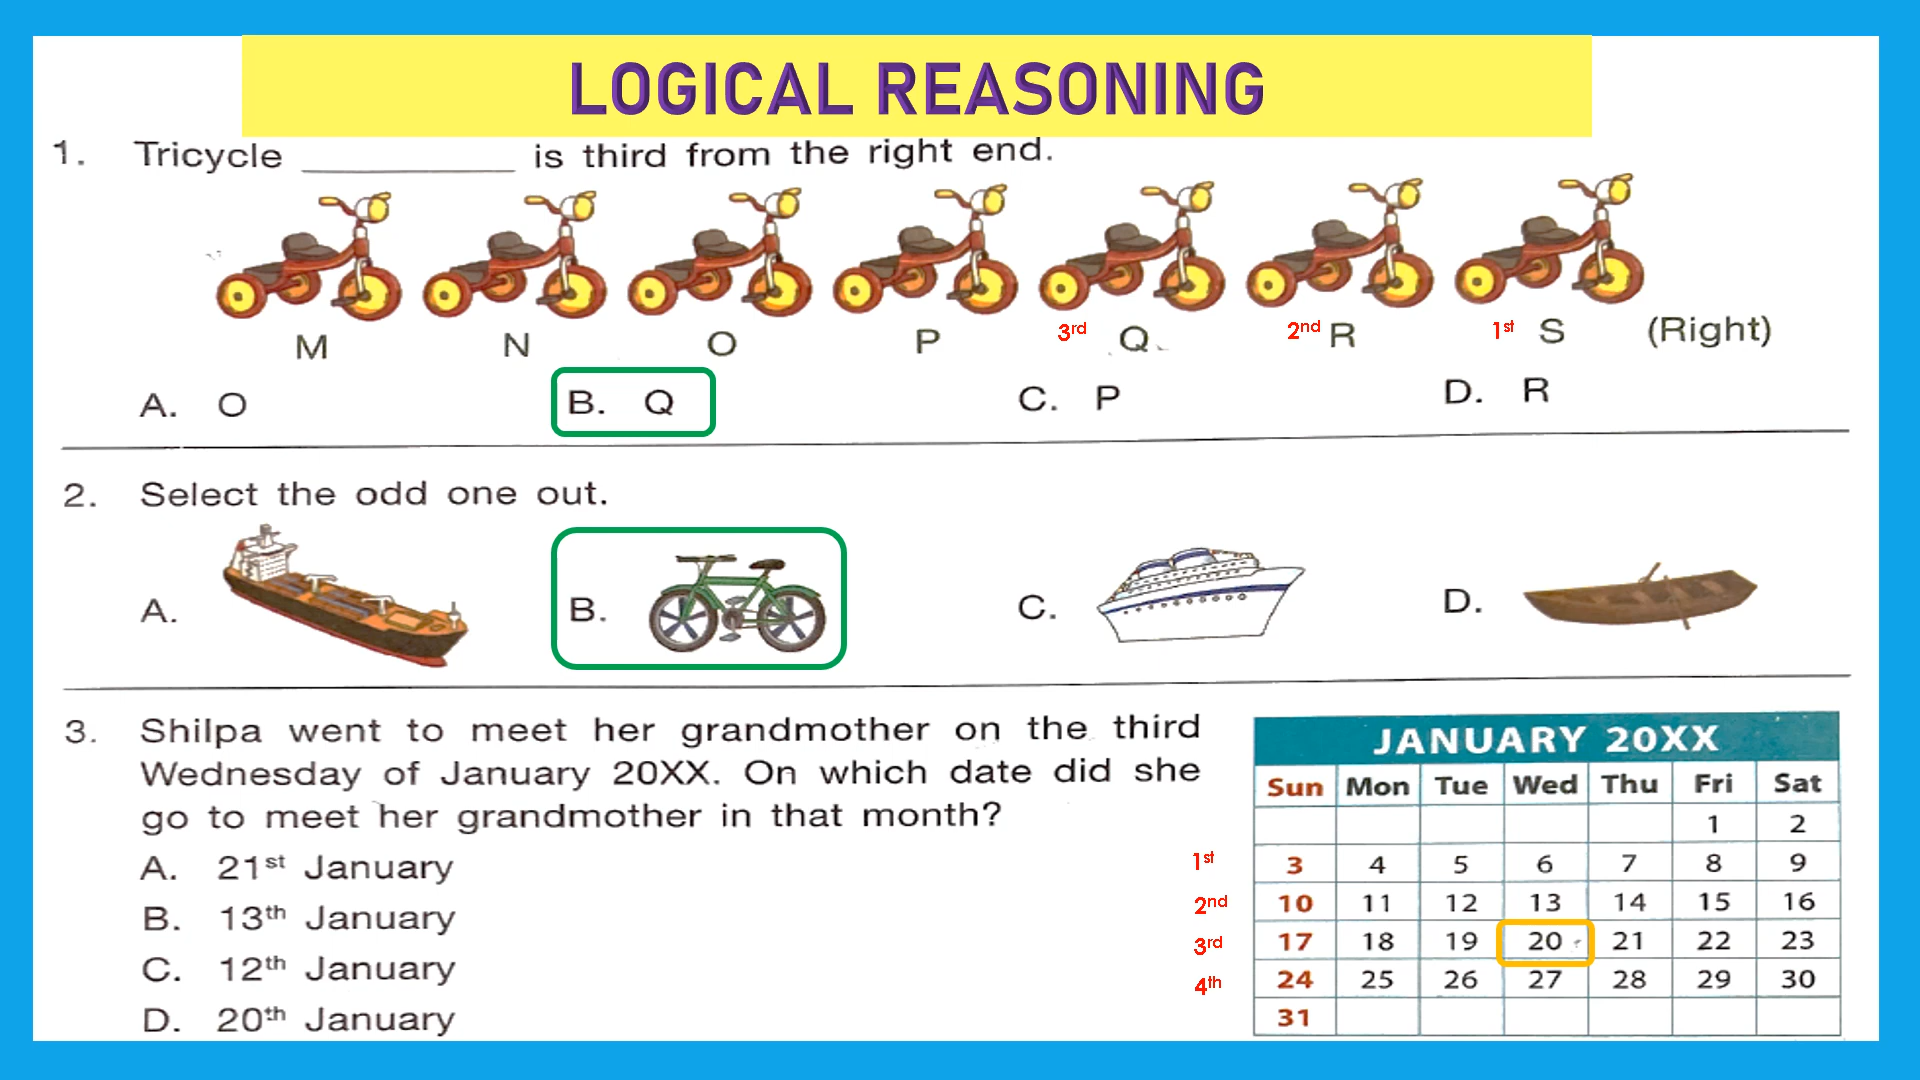 LOGICAL REASONING
1. Tricycle __________ is third from the right end.
M N O P 3rd Q 2nd R 1st S (Right)
A. O B. Q C. P D. R
2. Select the odd one out.
A. B. C. D.
3. Shilpa went to meet her grandmother on the third
Wednesday of January 20XX. On which date did she
go to meet her grandmother in that month?
A. 21st January
B. 13th January
C. 12th January
D. 20th January
JANUARY 20XX
Sun Mon Tue Wed Thu Fri Sat
1 2
1st 3 4 5 6 7 8 9
2nd 10 11 12 13 14 15 16
3rd 17 18 19 20 21 22 23
4th 24 25 26 27 28 29 30
31